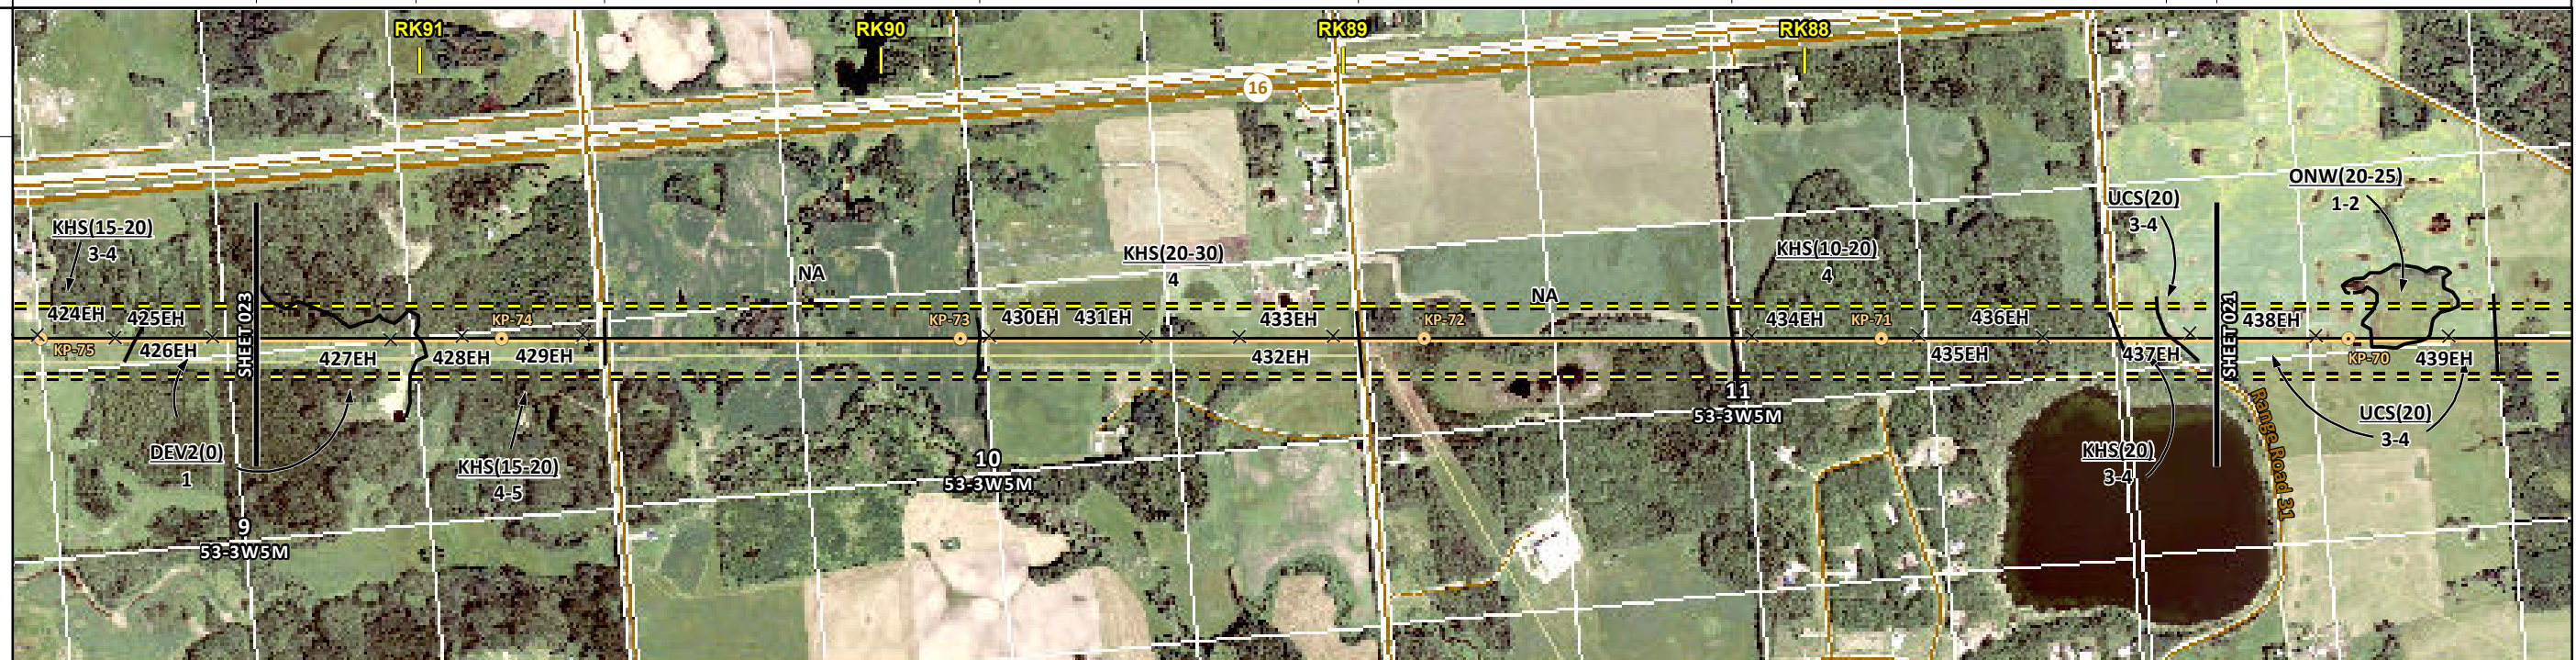 RK91
RK90
RK89
RK88
16
KHS(15-20)
3-4
424EH
425EH
426EH
KP-75
SHEET 023
DEV2(0)
1
427EH
428EH
KP-74
429EH
KHS(15-20)
4-5
9
53-3W5M
NA
KP-73
430EH
431EH
KHS(20-30)
4
433EH
432EH
10
53-3W5M
KP-72
NA
11
53-3W5M
KHS(10-20)
4
434EH
KP-71
436EH
435EH
UCS(20)
3-4
437EH
KHS(20)
3-4
SHEET 021
438EH
ONW(20-25)
1-2
KP-70
439EH
UCS(20)
3-4
Range Road 31